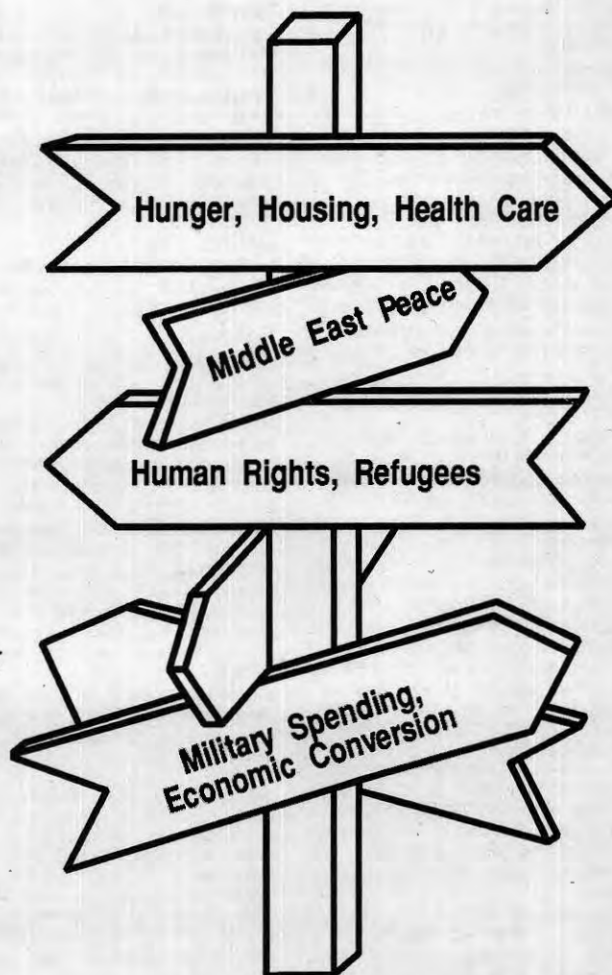 Hunger, Housing, Health Care
Middle East Peace
Human Rights, Refugees
Military Spending,
Economic Conversion